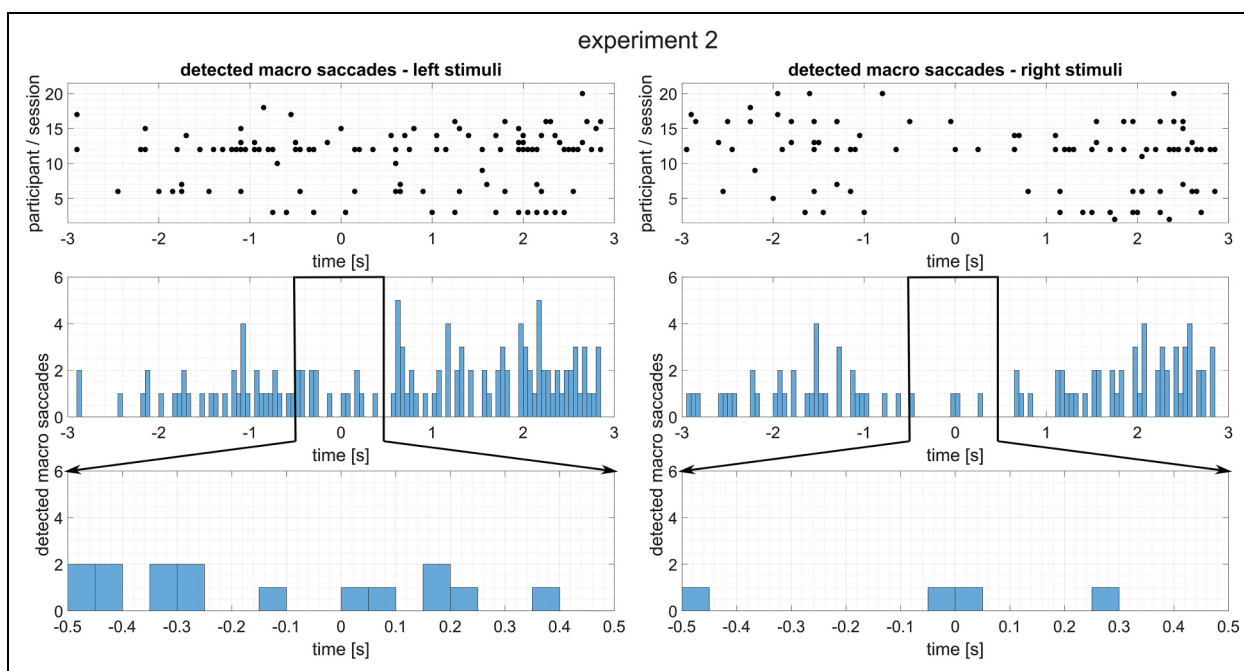 experiment 2
detected macro saccades - left stimuli
participant / session
20
15
10
5
-3 -2 -1 0 1 2 3
time [s]
detected macro saccades - right stimuli
participant / session
20
15
10
5
-3 -2 -1 0 1 2 3
time [s]
detected macro saccades
6
4
2
0
-3 -2 -1 0 1 2 3
time [s]
detected macro saccades
6
4
2
0
-3 -2 -1 0 1 2 3
time [s]
6
4
2
0
-0.5 -0.4 -0.3 -0.2 -0.1 0 0.1 0.2 0.3 0.4 0.5
time [s]
6
4
2
0
-0.5 -0.4 -0.3 -0.2 -0.1 0 0.1 0.2 0.3 0.4 0.5
time [s]